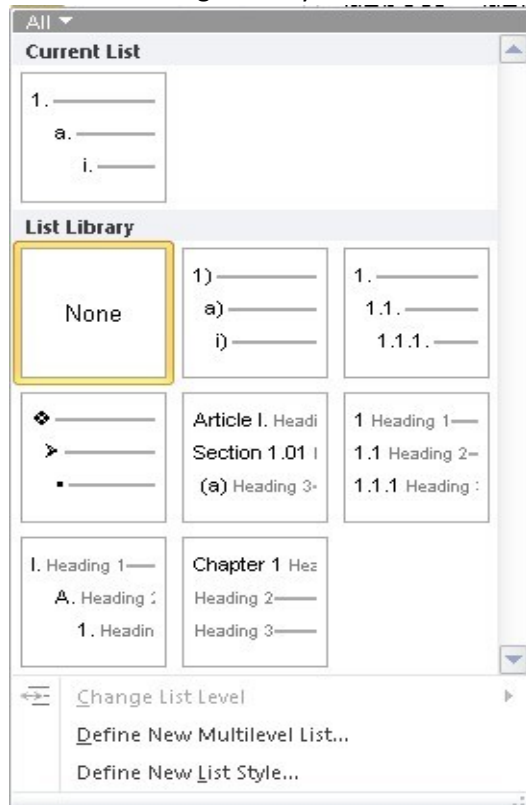 All
Current List
1.
a.
i.
List Library
None
1)
a)
i)
1.
1.1.
1.1.1.
Article I. Headi
Section 1.01
(a) Heading 3
1 Heading 1
1.1 Heading 2
1.1.1 Heading
I. Heading 1
A. Heading
1. Headin
Chapter 1 Hea
Heading 2
Heading 3
Change List Level
Define New Multilevel List...
Define New List Style...